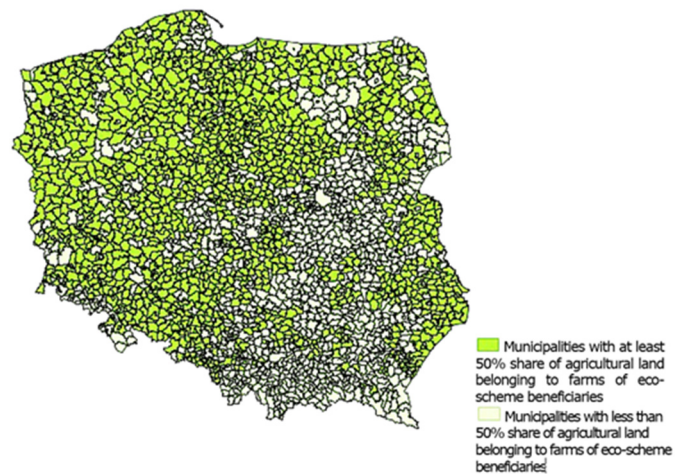 Municipalities with at least
50% share of agricultural land
belonging to farms of eco-
scheme beneficiaries
Municipalities with less than
50% share of agricultural land
belonging to farms of eco-scheme
beneficiaries